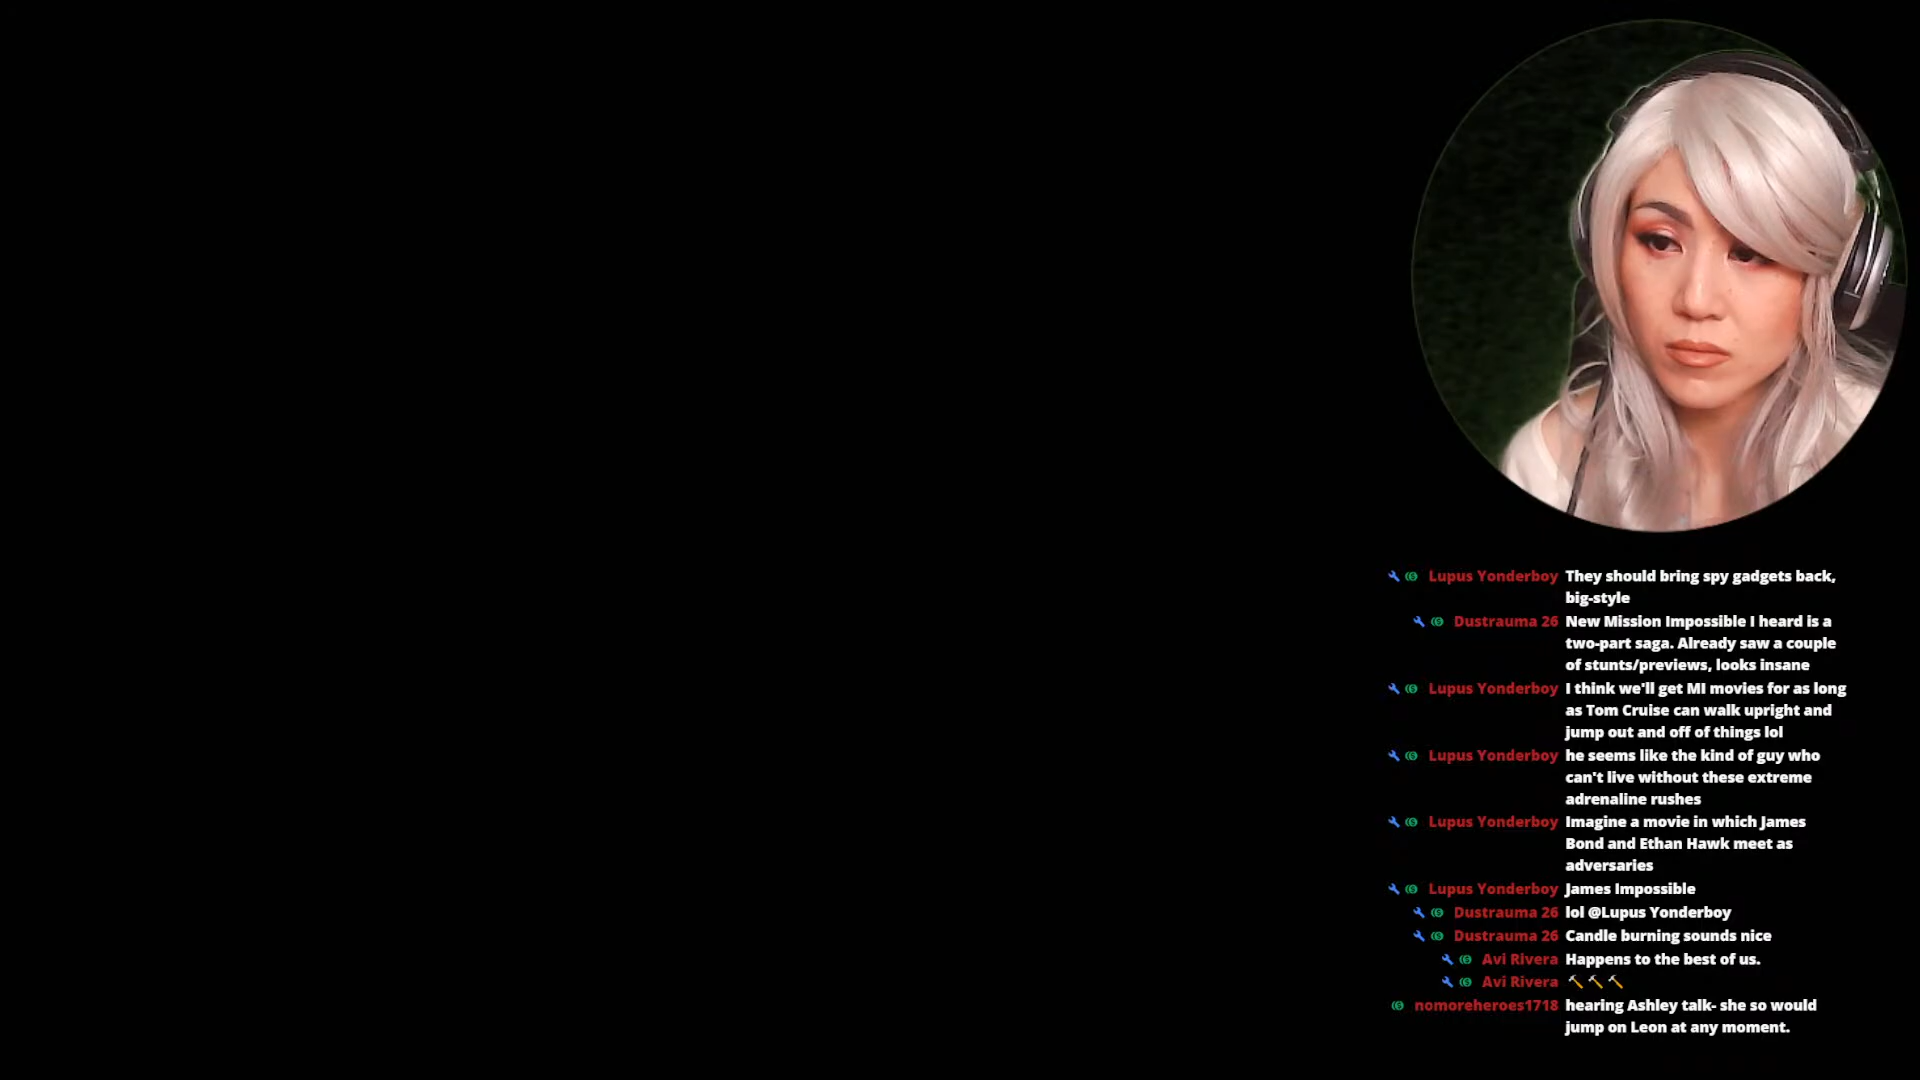 Lupus Yonderboy They should bring spy gadgets back,
big-style
Dustrauma 26 New Mission Impossible I heard is a
two-part saga. Already saw a couple
of stunts/previews, looks insane
Lupus Yonderboy I think we'll get MI movies for as long
as Tom Cruise can walk upright and
jump out and off of things lol
Lupus Yonderboy he seems like the kind of guy who
can't live without these extreme
adrenaline rushes
Lupus Yonderboy Imagine a movie in which James
Bond and Ethan Hawk meet as
adversaries
Lupus Yonderboy James Impossible
Dustrauma 26 lol @Lupus Yonderboy
Dustrauma 26 Candle burning sounds nice
Avi Rivera Happens to the best of us.
Avi Rivera
nomoreheroes1718 hearing Ashley talk- she so would
jump on Leon at any moment.